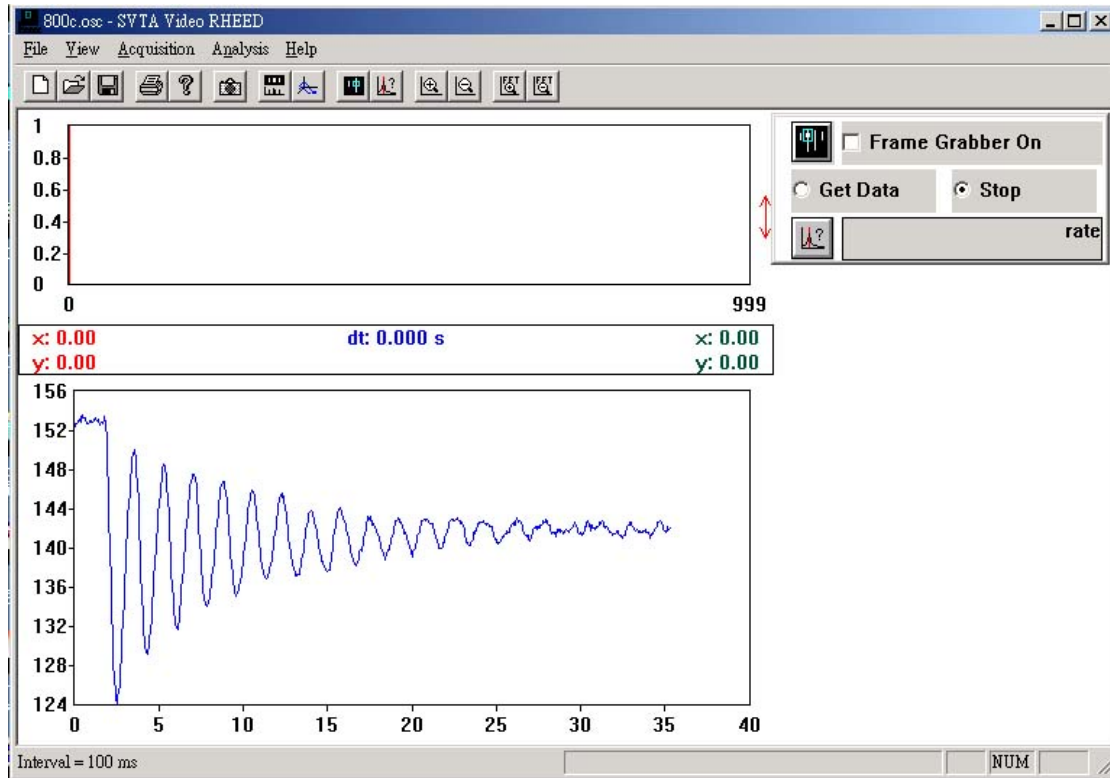 800c.osc - SVTA Video RHEED
File View Acquisition Analysis Help
1
0.8
0.6
0.4
0.2
0
0 999
Frame Grabber On
Get Data Stop
rate
x: 0.00 dt: 0.000 s x: 0.00
y: 0.00 y: 0.00
156
152
148
144
140
136
132
128
124
0 5 10 15 20 25 30 35 40
Interval = 100 ms NUM